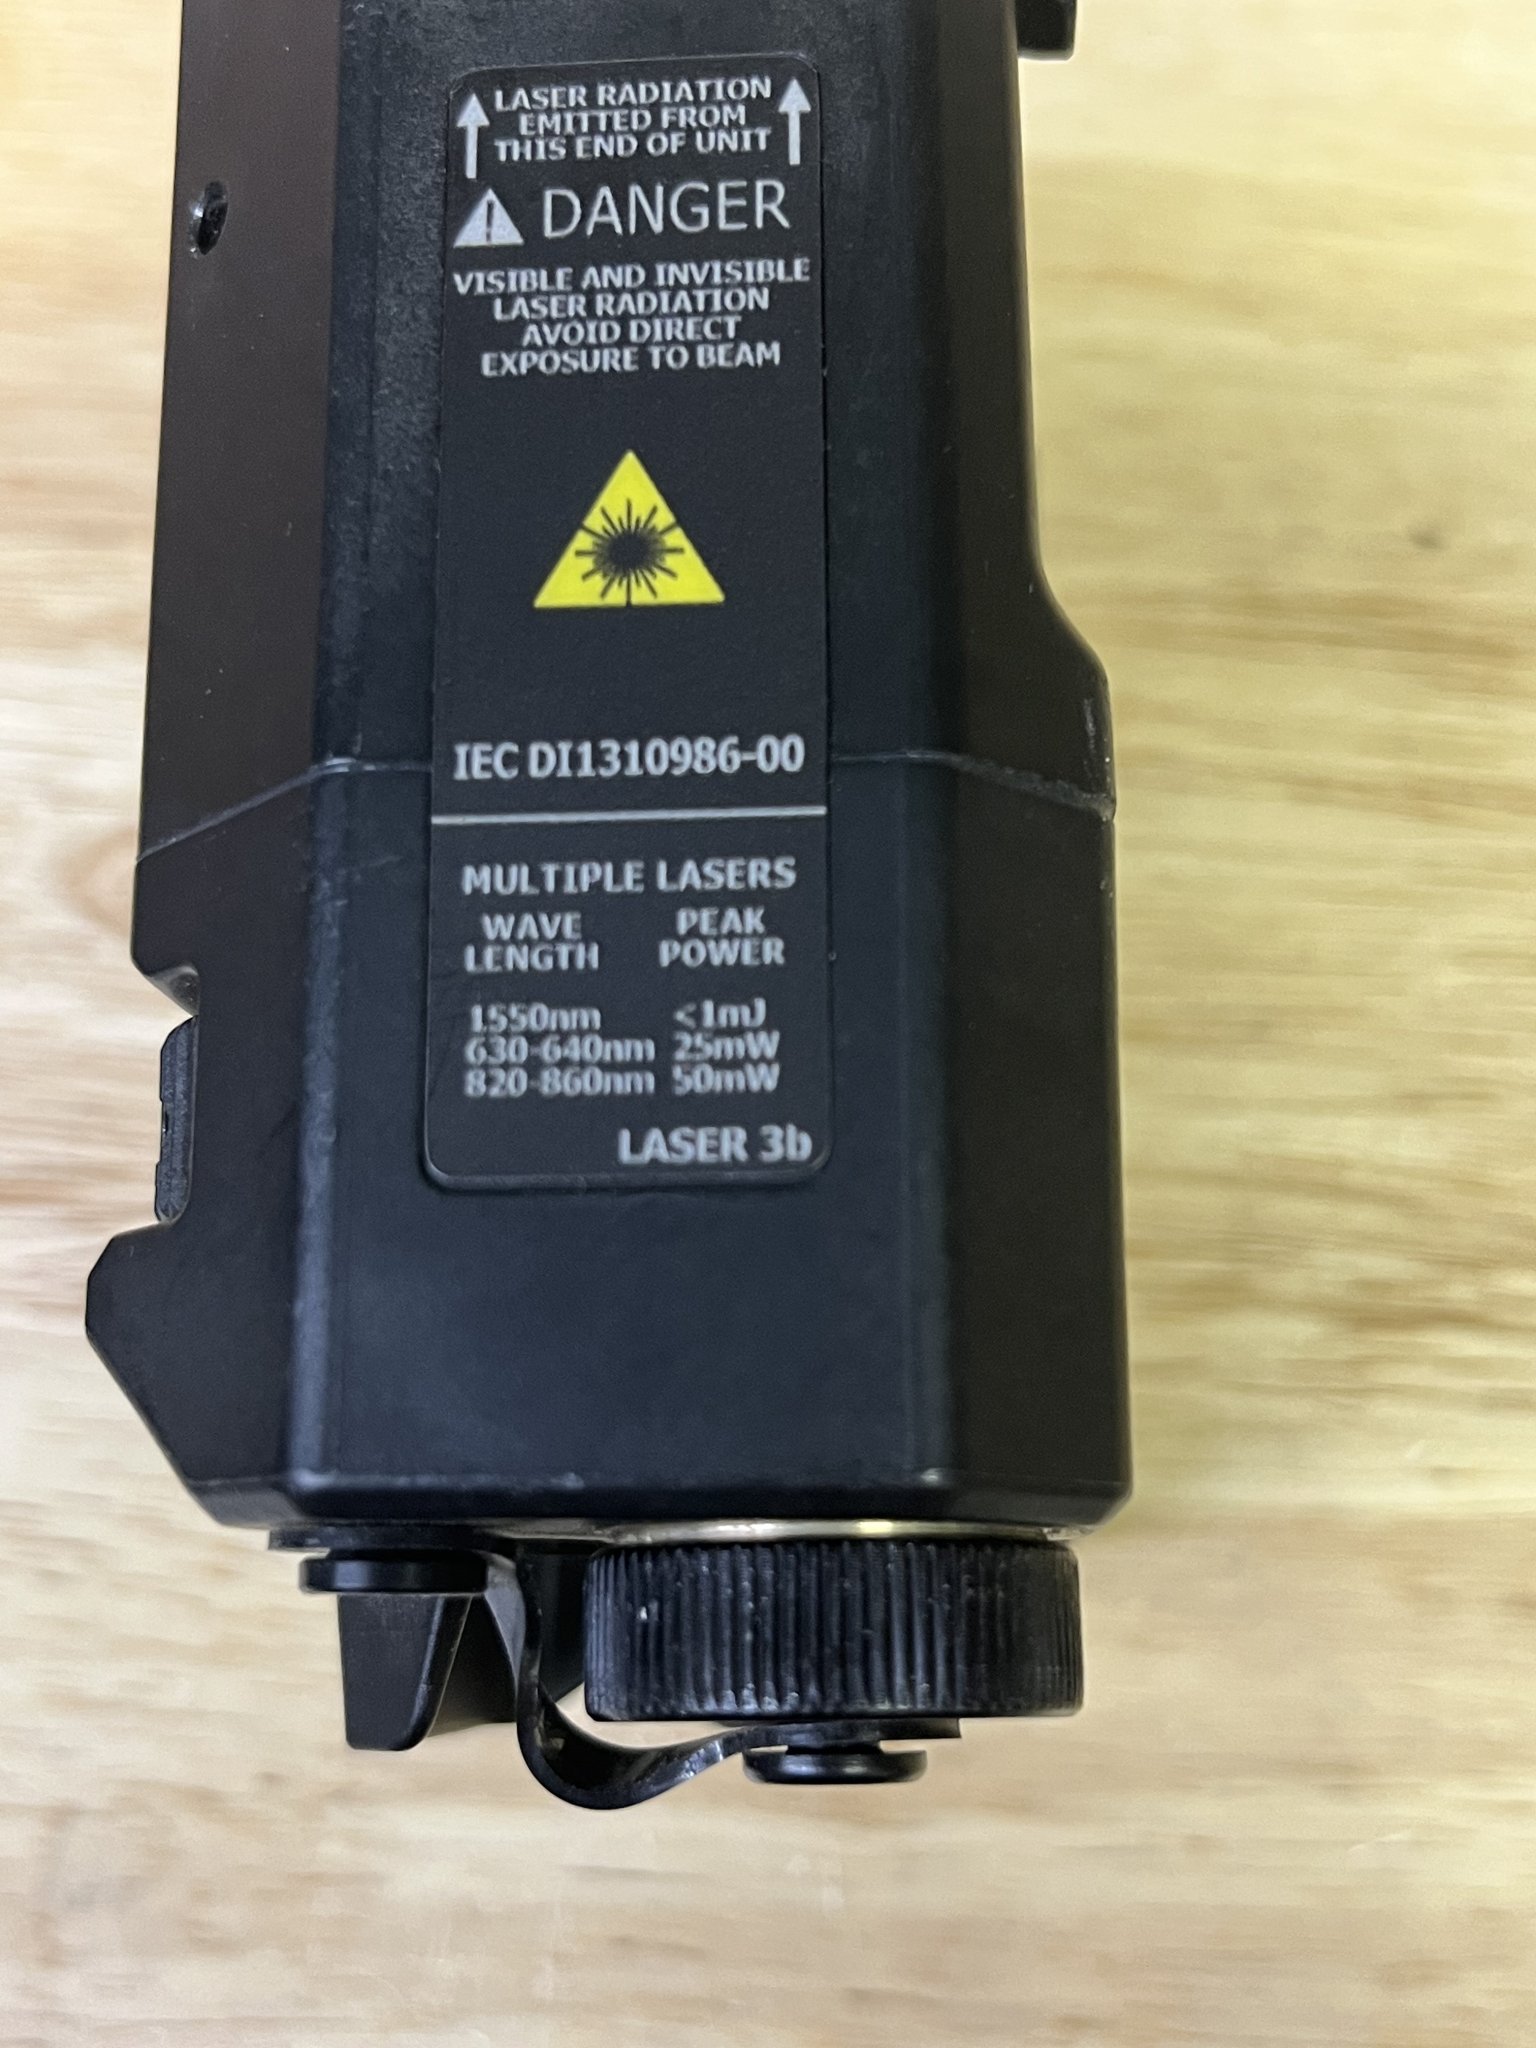 LASER RADIATION
EMITTED FROM
THIS END OF UNIT
DANGER
VISIBLE AND INVISIBLE
LASER RADIATION
AVOID DIRECT
EXPOSURE TO BEAM
IEC DI1310986-00
MULTIPLE LASERS
WAVE PEAK
LENGTH POWER
1550nm <1mJ
630-640nm 25mW
820-860nm 50mW
LASER 3b